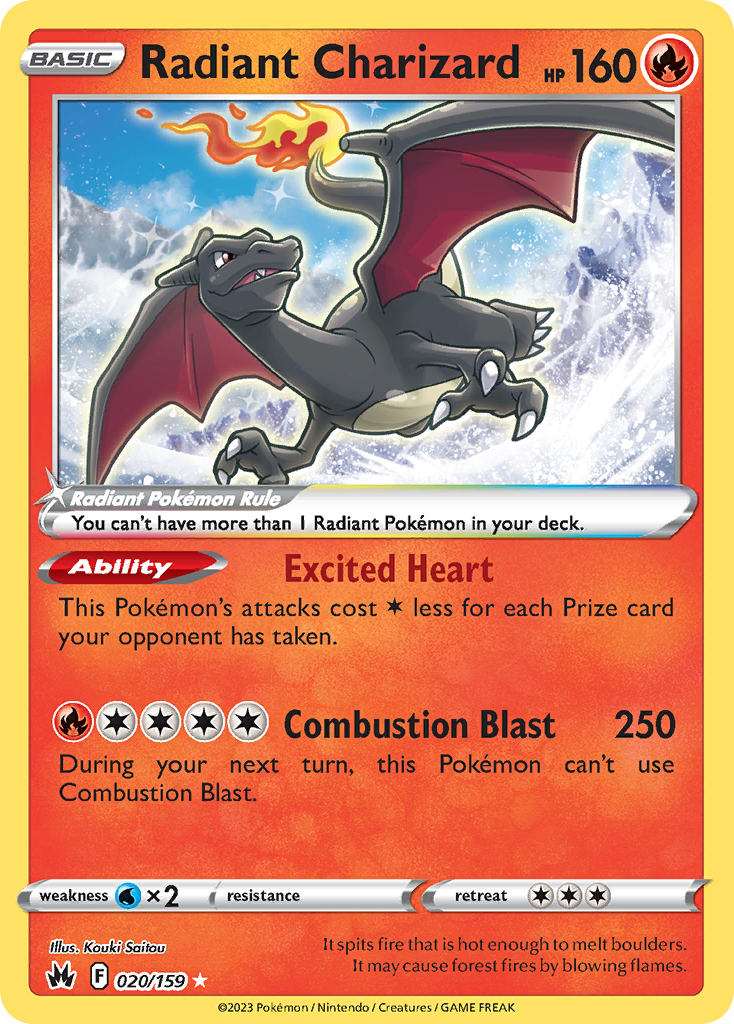 BASIC Radiant Charizard HP 160
Radiant Pokémon Rule
You can't have more than 1 Radiant Pokémon in your deck.
Ability Excited Heart
This Pokémon's attacks cost less for each Prize card
your opponent has taken.
Combustion Blast 250
During your next turn, this Pokémon can't use
Combustion Blast.
weakness ×2 resistance retreat
Illus. Kouki Saitou
It spits fire that is hot enough to melt boulders.
It may cause forest fires by blowing flames.
F 020/159
©2023 Pokémon / Nintendo / Creatures / GAME FREAK